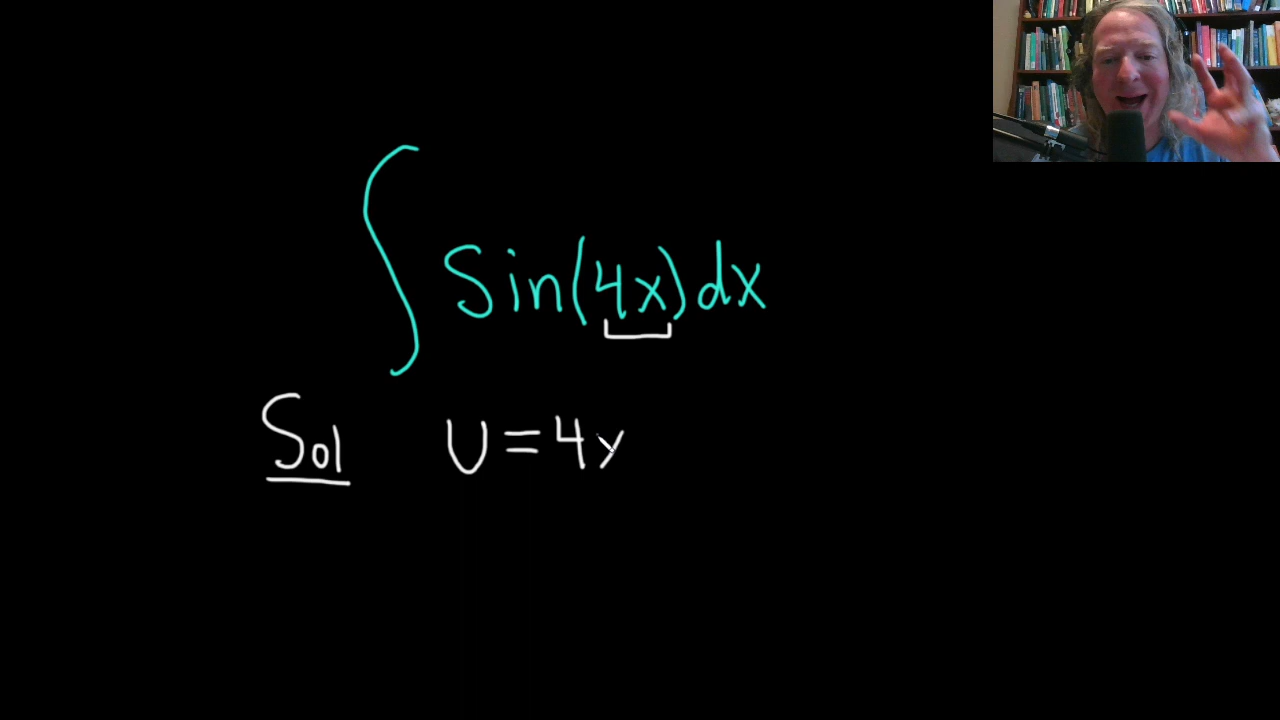 ∫ Sin(4x)dx
Sol U = 4x